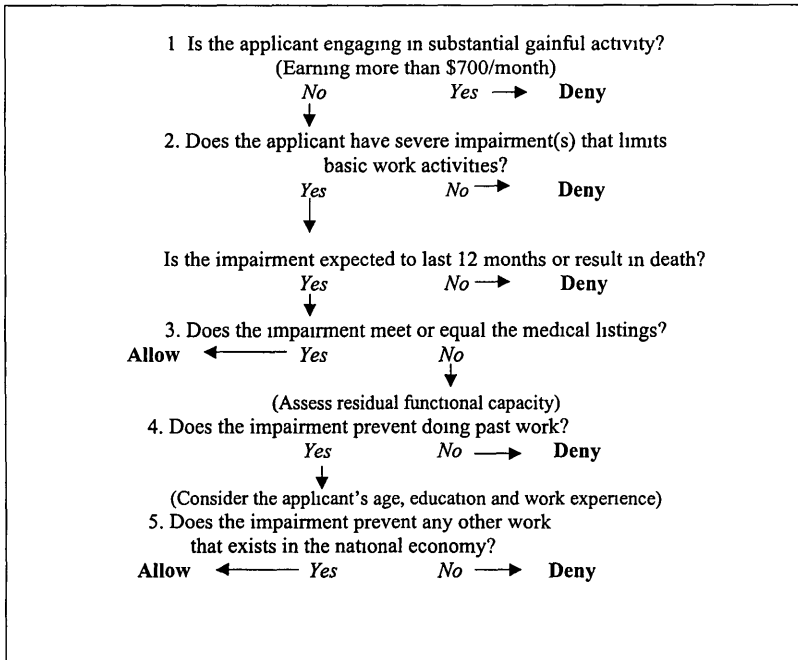 1 Is the applicant engaging in substantial gainful activity?
(Earning more than $700/month)
No Yes → Deny
2. Does the applicant have severe impairment(s) that limits
basic work activities?
Yes No → Deny
Is the impairment expected to last 12 months or result in death?
Yes No → Deny
3. Does the impairment meet or equal the medical listings?
Allow ← Yes No
(Assess residual functional capacity)
4. Does the impairment prevent doing past work?
Yes No → Deny
(Consider the applicant's age, education and work experience)
5. Does the impairment prevent any other work
that exists in the national economy?
Allow ← Yes No → Deny